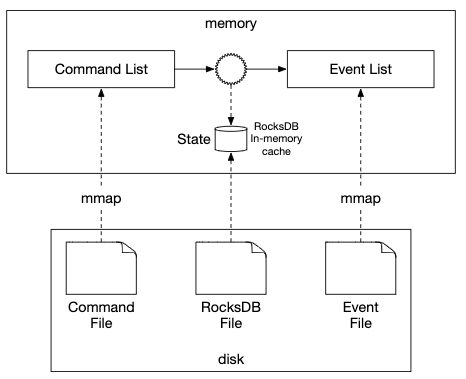 memory
Command List
Event List
State
RocksDB
In-memory
cache
mmap
mmap
Command
File
RocksDB
File
Event
File
disk